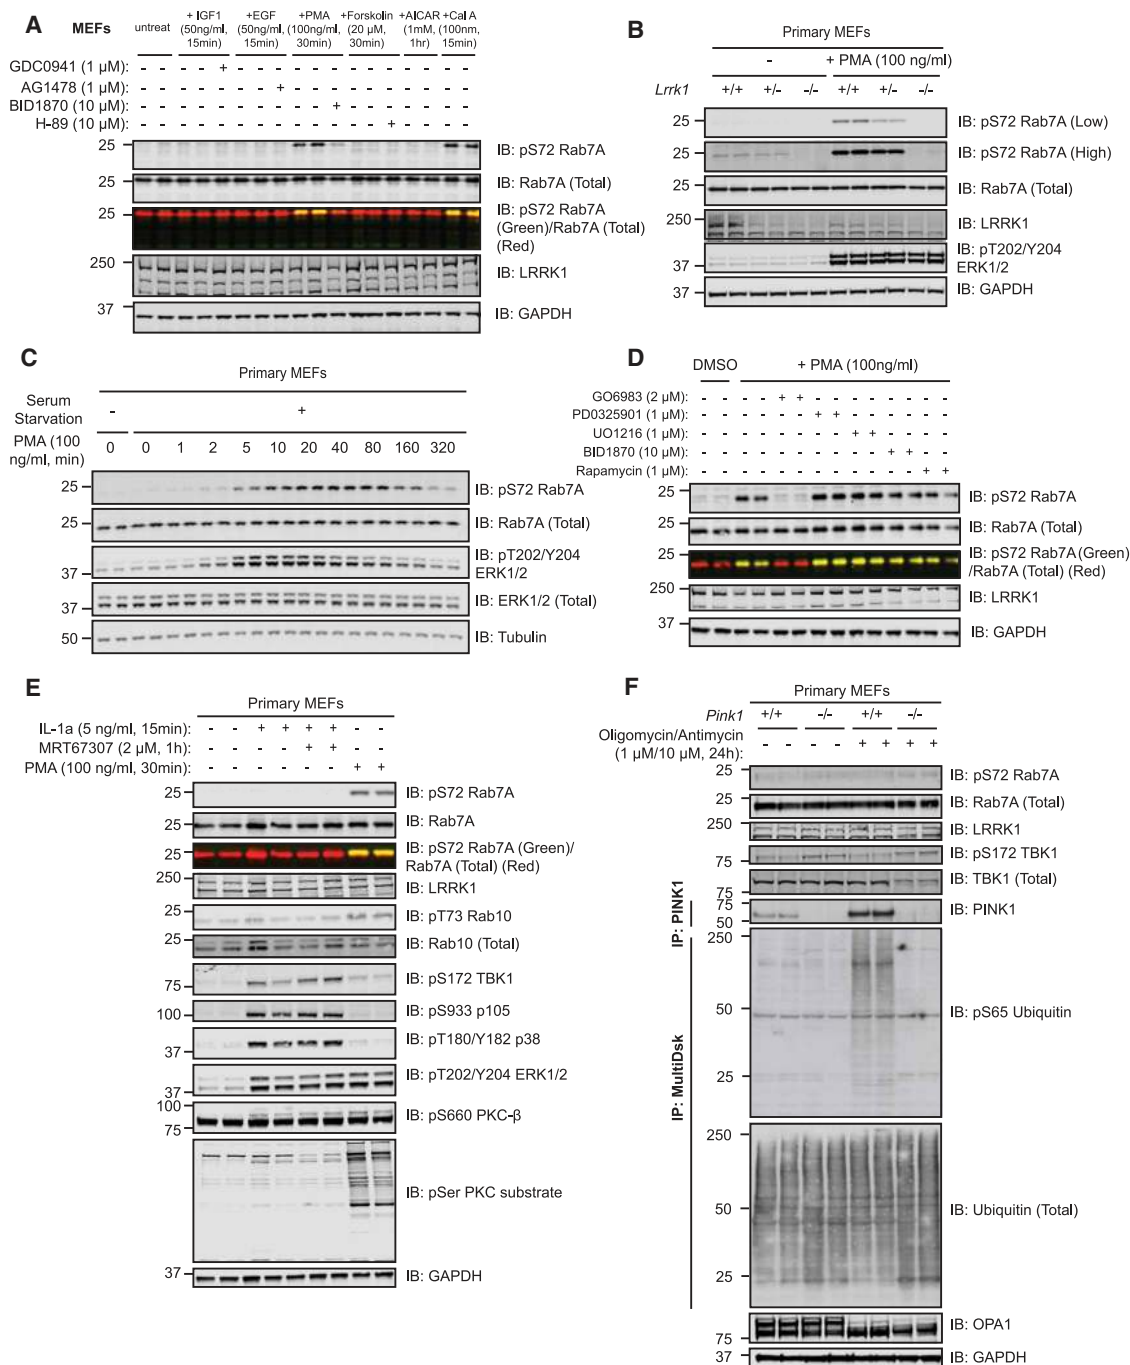 A
MEFs
untreat
+ IGF1
(50ng/ml,
15min)
+EGF
(50ng/ml,
15min)
+PMA
(100ng/ml,
30min)
+Forskolin
(20 µM,
30min)
+AICAR
(1mM,
1hr)
+Cal A
(100nm,
15min)
GDC0941 (1 µM): - - - - + - - - - - - - - - - - -
AG1478 (1 µM): - - - - - - - + - - - - - - - - -
BID1870 (10 µM): - - - - - - - - - - + - - - - - -
H-89 (10 µM): - - - - - - - - - - - - - + - - - -
25
IB: pS72 Rab7A
25
IB: Rab7A (Total)
25
IB: pS72 Rab7A
(Green)/Rab7A (Total)
(Red)
250
IB: LRRK1
37
IB: GAPDH
B
Primary MEFs
-
+ PMA (100 ng/ml)
Lrrk1 +/+ +/- -/- +/+ +/- -/-
25
IB: pS72 Rab7A (Low)
25
IB: pS72 Rab7A (High)
25
IB: Rab7A (Total)
250
IB: LRRK1
37
IB: pT202/Y204
ERK1/2
37
IB: GAPDH
C
Primary MEFs
Serum
Starvation
- +
PMA (100
ng/ml, min)
0 0 1 2 5 10 20 40 80 160 320
25
IB: pS72 Rab7A
25
IB: Rab7A (Total)
37
IB: pT202/Y204
ERK1/2
37
IB: ERK1/2 (Total)
50
IB: Tubulin
D
DMSO
+ PMA (100ng/ml)
GO6983 (2 µM): - - - - + + - - - - - - - -
PD0325901 (1 µM): - - - - - - + + - - - - - -
UO1216 (1 µM): - - - - - - - - + + - - - -
BID1870 (10 µM): - - - - - - - - - - + + - -
Rapamycin (1 µM): - - - - - - - - - - - - + +
25
IB: pS72 Rab7A
25
IB: Rab7A (Total)
25
IB: pS72 Rab7A (Green)
/Rab7A (Total) (Red)
250
IB: LRRK1
37
IB: GAPDH
E
Primary MEFs
IL-1a (5 ng/ml, 15min): - - + + + + - -
MRT67307 (2 µM, 1h): - - - - + + - -
PMA (100 ng/ml, 30min): - - - - - - + +
25
IB: pS72 Rab7A
25
IB: Rab7A
25
IB: pS72 Rab7A (Green)/
Rab7A (Total) (Red)
250
IB: LRRK1
25
IB: pT73 Rab10
25
IB: Rab10 (Total)
75
IB: pS172 TBK1
100
IB: pS933 p105
37
IB: pT180/Y182 p38
37
IB: pT202/Y204 ERK1/2
100
75
IB: pS660 PKC-β
IB: pSer PKC substrate
37
IB: GAPDH
F
Primary MEFs
Pink1 +/+ -/- +/+ -/-
Oligomycin/Antimycin
(1 µM/10 µM, 24h): - - - - + + + +
25
IB: pS72 Rab7A
25
IB: Rab7A (Total)
250
IB: LRRK1
75
IB: pS172 TBK1
75
IB: TBK1 (Total)
IP: PINK1
75
50
IB: PINK1
IP: MultiDsk
250
50
25
IB: pS65 Ubiquitin
250
50
25
IB: Ubiquitin (Total)
75
IB: OPA1
37
IB: GAPDH